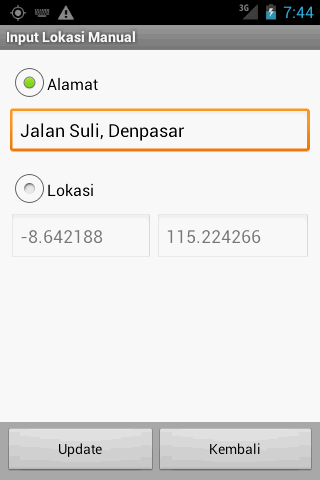 3G 7:44
Input Lokasi Manual
Alamat
Jalan Suli, Denpasar
Lokasi
-8.642188 115.224266
Update Kembali